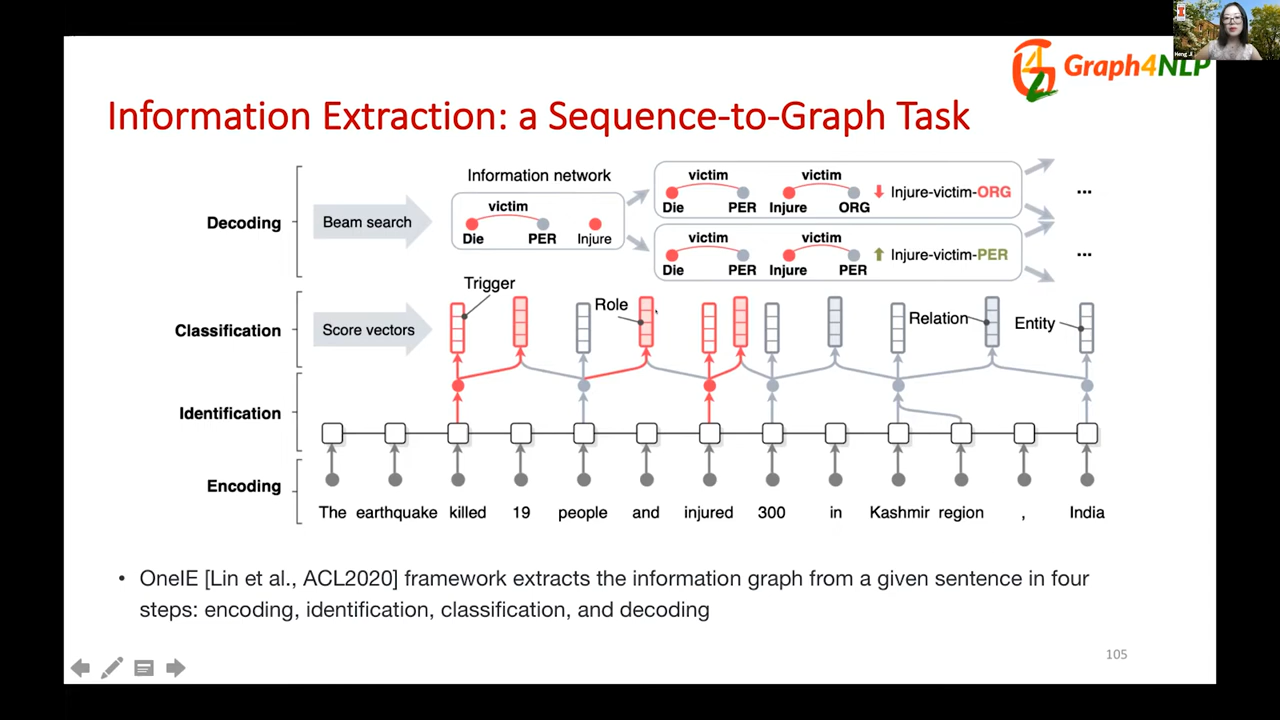 Heng Ji
Graph4NLP
Information Extraction: a Sequence-to-Graph Task
Decoding
Beam search
Information network
victim
Die PER Injure
victim victim
Die PER Injure ORG
Injure-victim-ORG
...
victim victim
Die PER Injure PER
Injure-victim-PER
...
Classification
Score vectors
Trigger
Role
Relation
Entity
Identification
Encoding
The earthquake killed 19 people and injured 300 in Kashmir region , India
• OneIE [Lin et al., ACL2020] framework extracts the information graph from a given sentence in four
steps: encoding, identification, classification, and decoding
105